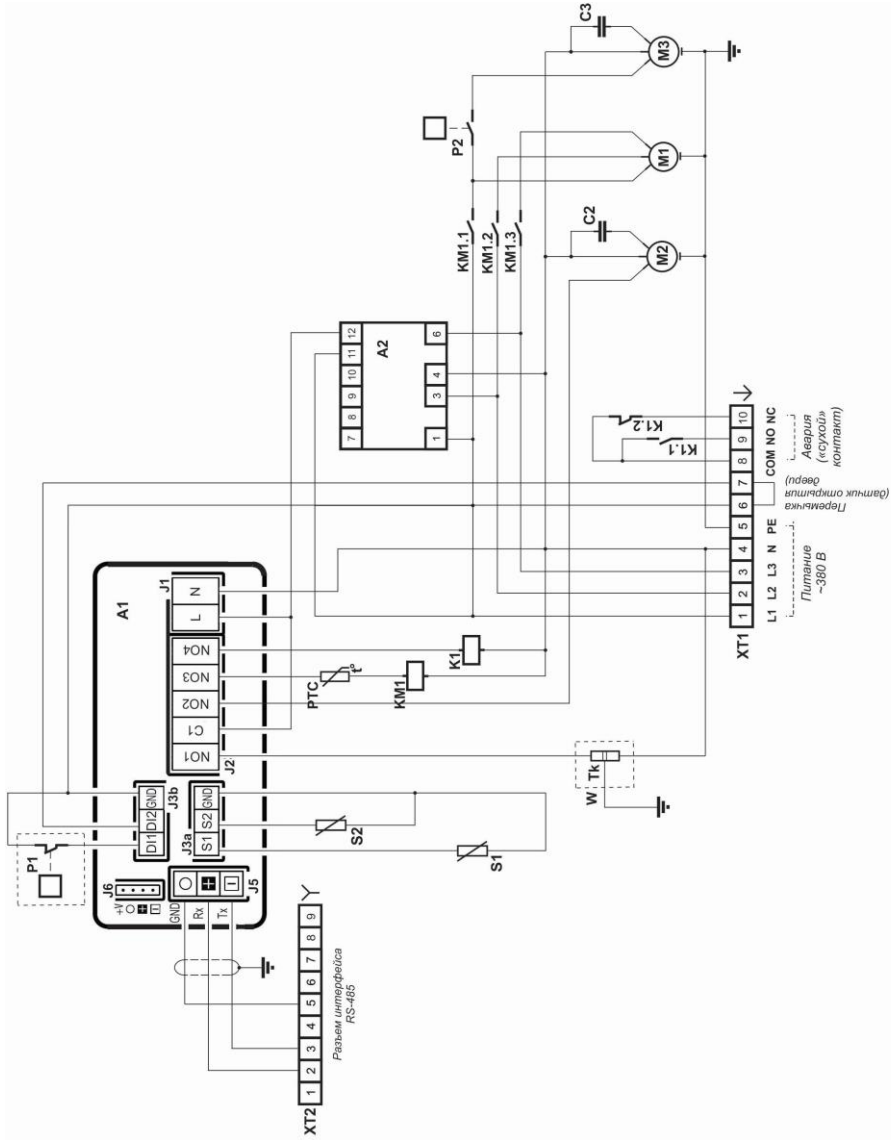 C3
M3
P2
M1
C2
M2
KM1.1
KM1.2
KM1.3
A2
12
11
10
9
8
7
6
4
3
1
K1.2
K1.1
A1
J1
N
L
NO4
NO3
NO2
C1
NO1
J2
K1
PTC
t°
KM1
P1
J3b
GND
DI2
DI1
J3a
GND
S2
S1
S2
S1
J6
+V
J5
GND
Rx
Tx
W
Tk
XT1
1 2 3 4 5 6 7 8 9 10
L1 L2 L3 N PE
COM NO NC
Питание
~380 В
Перемычка
(датчик открытия
двери)
Авария
(«сухой»
контакт)
XT2
1 2 3 4 5 6 7 8 9
Разъем интерфейса
RS-485